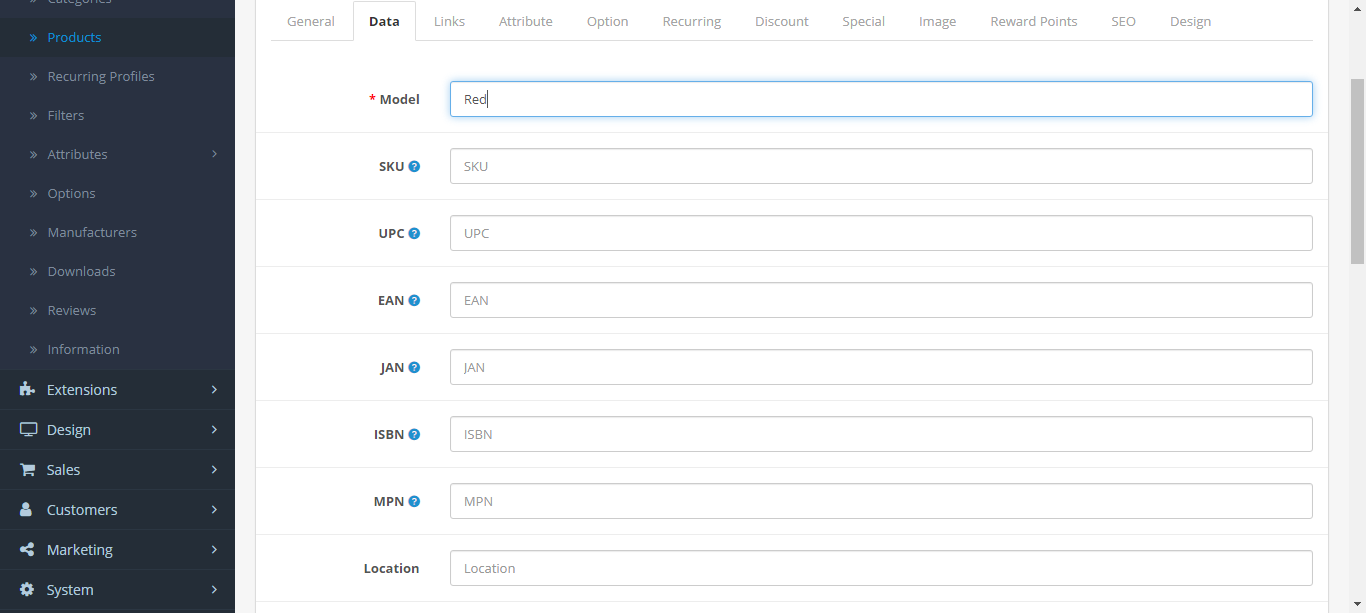 Categories
Products
Recurring Profiles
Filters
Attributes
Options
Manufacturers
Downloads
Reviews
Information
Extensions
Design
Sales
Customers
Marketing
System
General Data Links Attribute Option Recurring Discount Special Image Reward Points SEO Design
* Model Red
SKU ? SKU
UPC ? UPC
EAN ? EAN
JAN ? JAN
ISBN ? ISBN
MPN ? MPN
Location Location